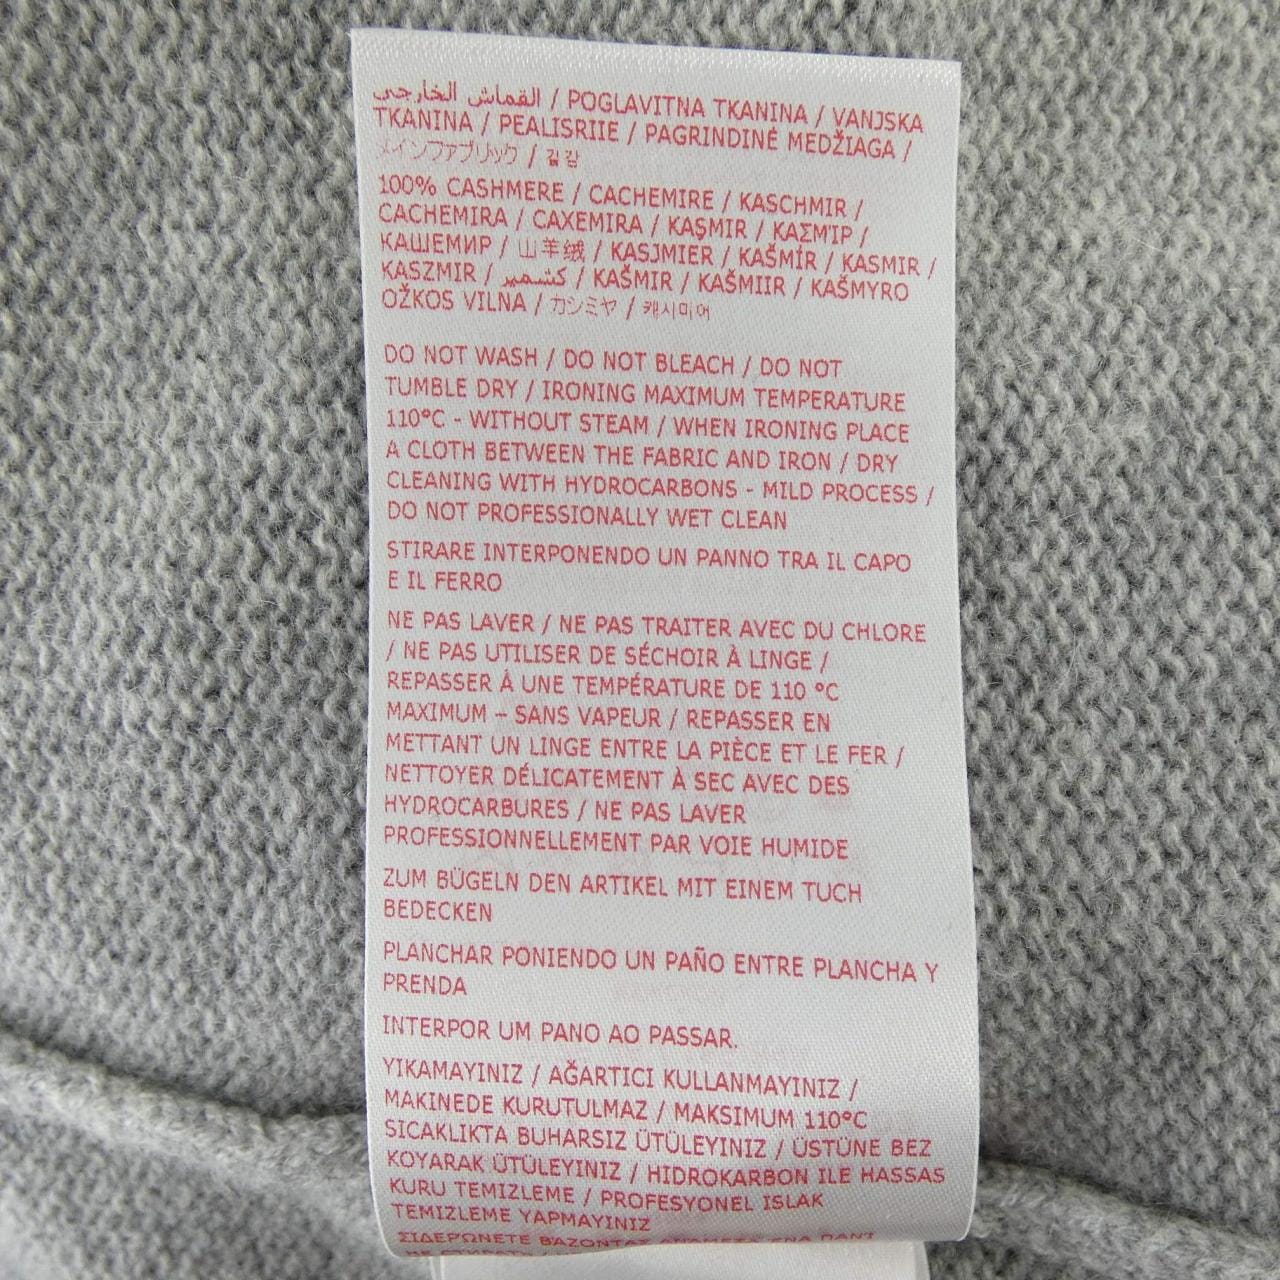 القماش الخارجي / POGLAVITNA TKANINA / VANJSKA
TKANINA / PEALISRIIE / PAGRINDINĖ MEDŽIAGA /
メインファブリック / 겉감
100% CASHMERE / CACHEMIRE / KASCHMIR /
CACHEMIRA / CAXEMIRA / KAŞMIR / ΚΑΣΜΊΡ /
КАШЕМИР / 山羊绒 / KASJMIER / KAŠMÍR / KASMIR /
KASZMIR / كشمير / KAŠMIR / KAŠMIIR / KAŠMYRO
OŽKOS VILNA / カシミヤ / 캐시미어
DO NOT WASH / DO NOT BLEACH / DO NOT
TUMBLE DRY / IRONING MAXIMUM TEMPERATURE
110°C - WITHOUT STEAM / WHEN IRONING PLACE
A CLOTH BETWEEN THE FABRIC AND IRON / DRY
CLEANING WITH HYDROCARBONS - MILD PROCESS /
DO NOT PROFESSIONALLY WET CLEAN
STIRARE INTERPONENDO UN PANNO TRA IL CAPO
E IL FERRO
NE PAS LAVER / NE PAS TRAITER AVEC DU CHLORE
/ NE PAS UTILISER DE SÉCHOIR À LINGE /
REPASSER À UNE TEMPÉRATURE DE 110 °C
MAXIMUM – SANS VAPEUR / REPASSER EN
METTANT UN LINGE ENTRE LA PIÈCE ET LE FER /
NETTOYER DÉLICATEMENT À SEC AVEC DES
HYDROCARBURES / NE PAS LAVER
PROFESSIONNELLEMENT PAR VOIE HUMIDE
ZUM BÜGELN DEN ARTIKEL MIT EINEM TUCH
BEDECKEN
PLANCHAR PONIENDO UN PAÑO ENTRE PLANCHA Y
PRENDA
INTERPOR UM PANO AO PASSAR.
YIKAMAYINIZ / AĞARTICI KULLANMAYINIZ /
MAKINEDE KURUTULMAZ / MAKSIMUM 110°C
SICAKLIKTA BUHARSIZ ÜTÜLEYINIZ / ÜSTÜNE BEZ
KOYARAK ÜTÜLEYINIZ / HIDROKARBON ILE HASSAS
KURU TEMIZLEME / PROFESYONEL ISLAK
TEMIZLEME YAPMAYINIZ
ΣΙΔΕΡΏΝΕΤΕ ΒΆΖΟΝΤΑΣ ΑΝΆΜΕΣΑ ΈΝΑ ΠΑΝΊ